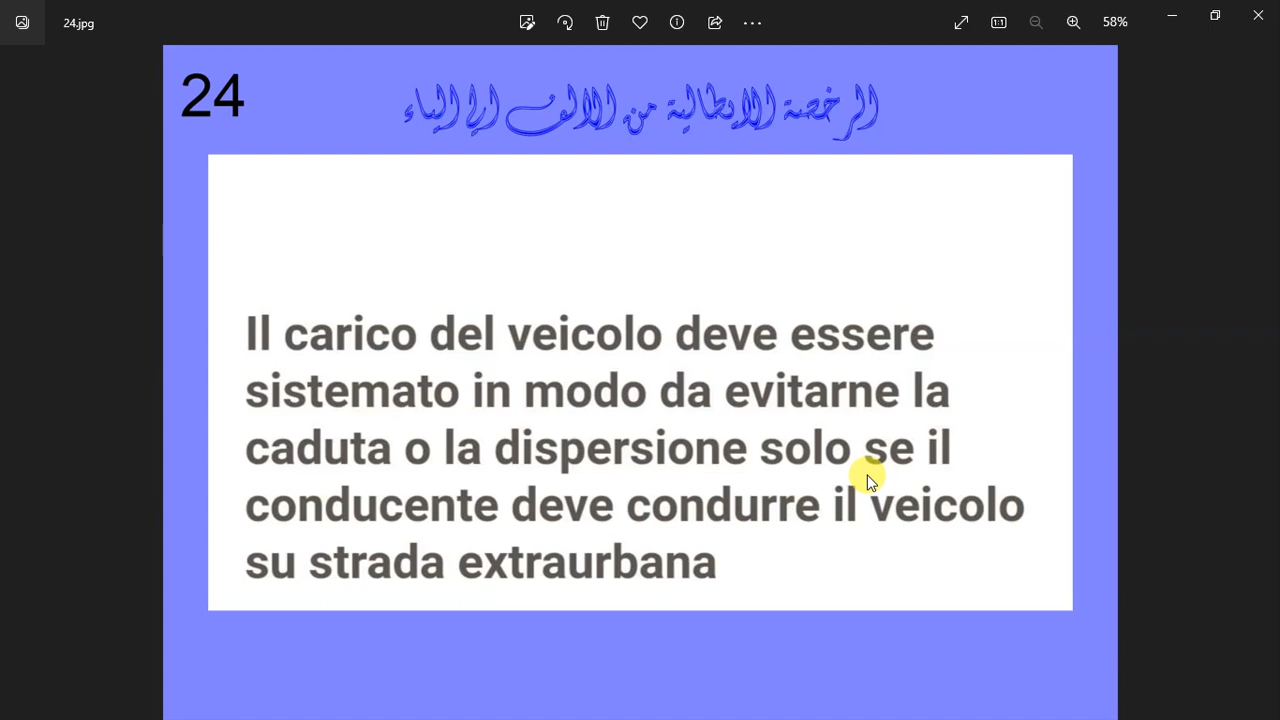 24.jpg
58%
24
الرخصة الايطالية من الالف الى الياء
Il carico del veicolo deve essere
sistemato in modo da evitarne la
caduta o la dispersione solo se il
conducente deve condurre il veicolo
su strada extraurbana